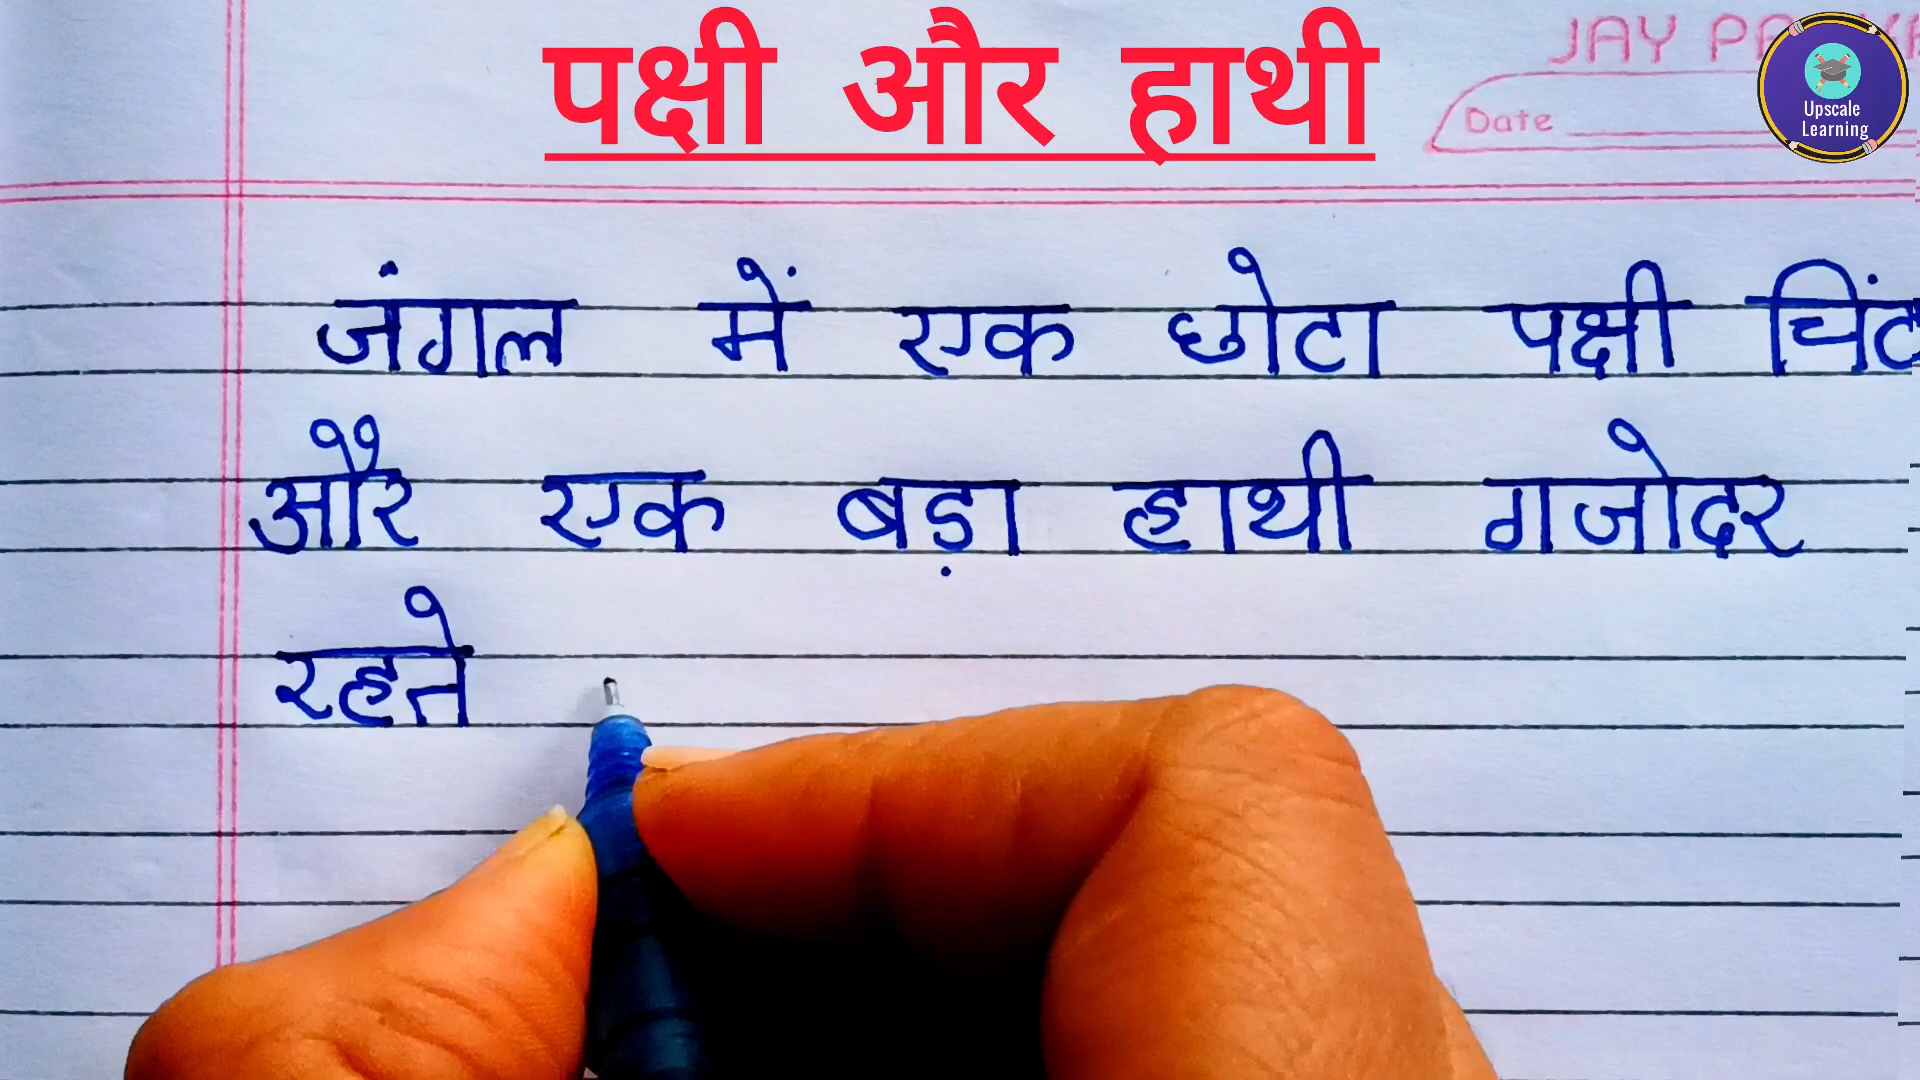 पक्षी और हाथी
JAY
Date
Upscale
Learning
जंगल में एक छोटा पक्षी
और एक बड़ा हाथी गजोदर
रहते